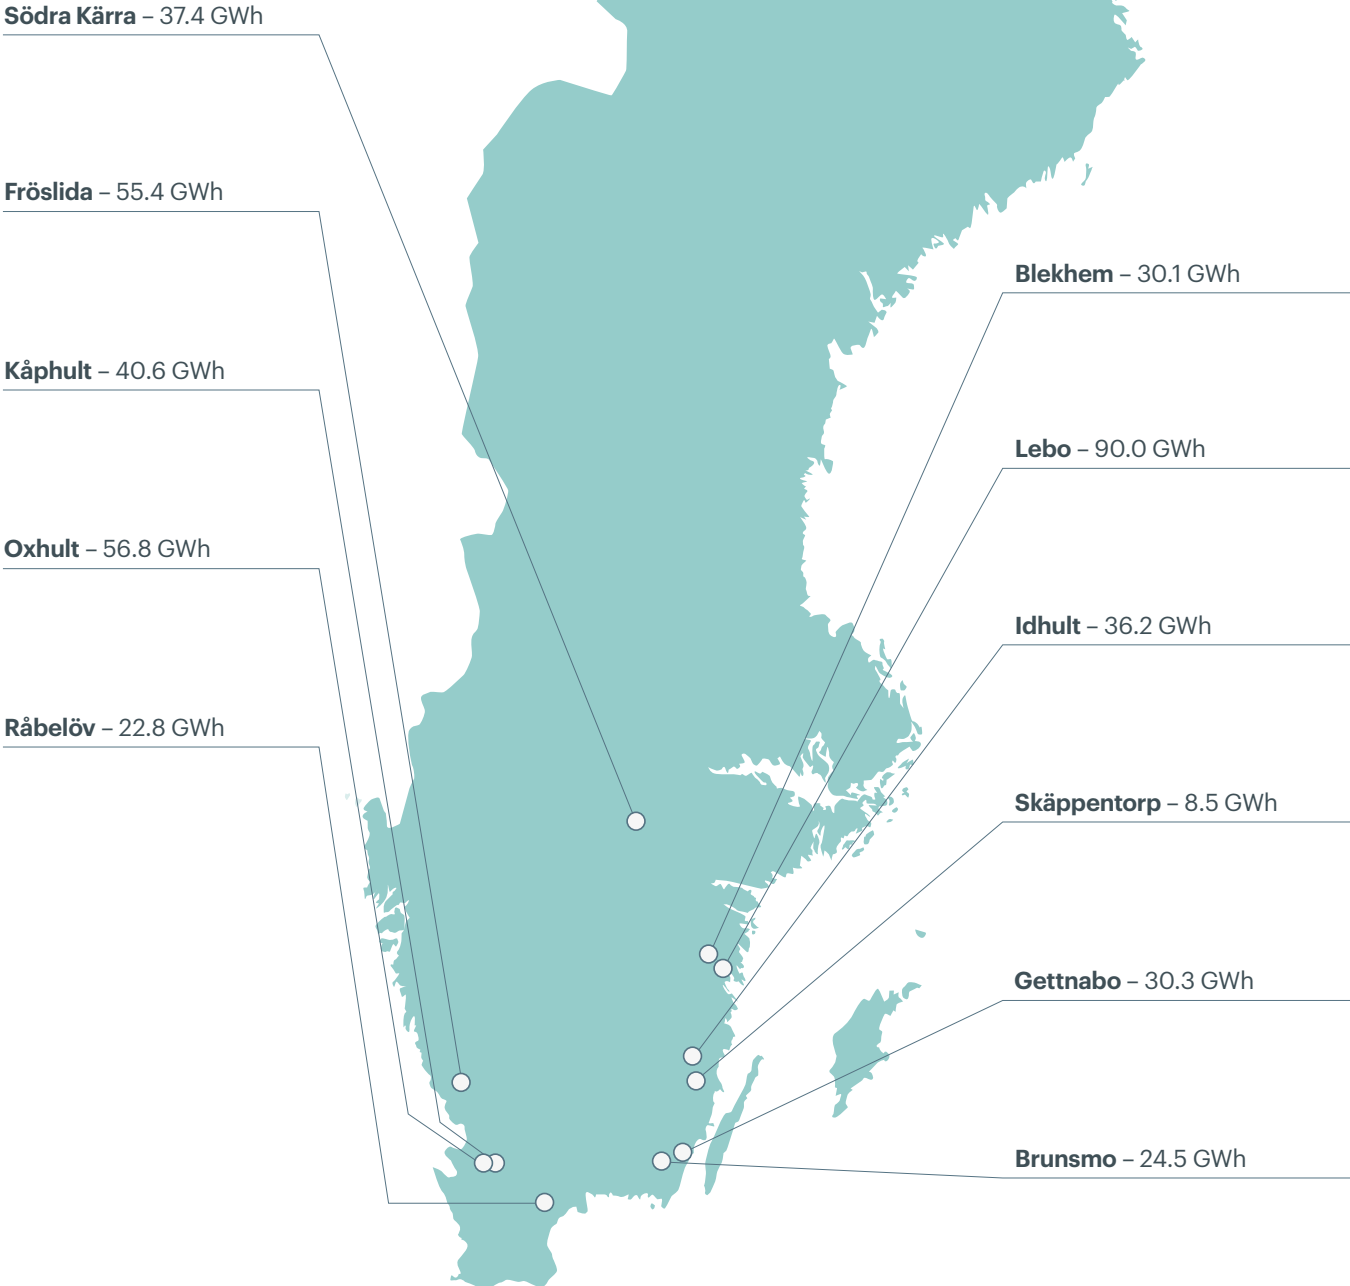 Södra Kärra – 37.4 GWh
Fröslida – 55.4 GWh
Kåphult – 40.6 GWh
Oxhult – 56.8 GWh
Råbelöv – 22.8 GWh
Blekhem – 30.1 GWh
Lebo – 90.0 GWh
Idhult – 36.2 GWh
Skäppentorp – 8.5 GWh
Gettnabo – 30.3 GWh
Brunsmo – 24.5 GWh